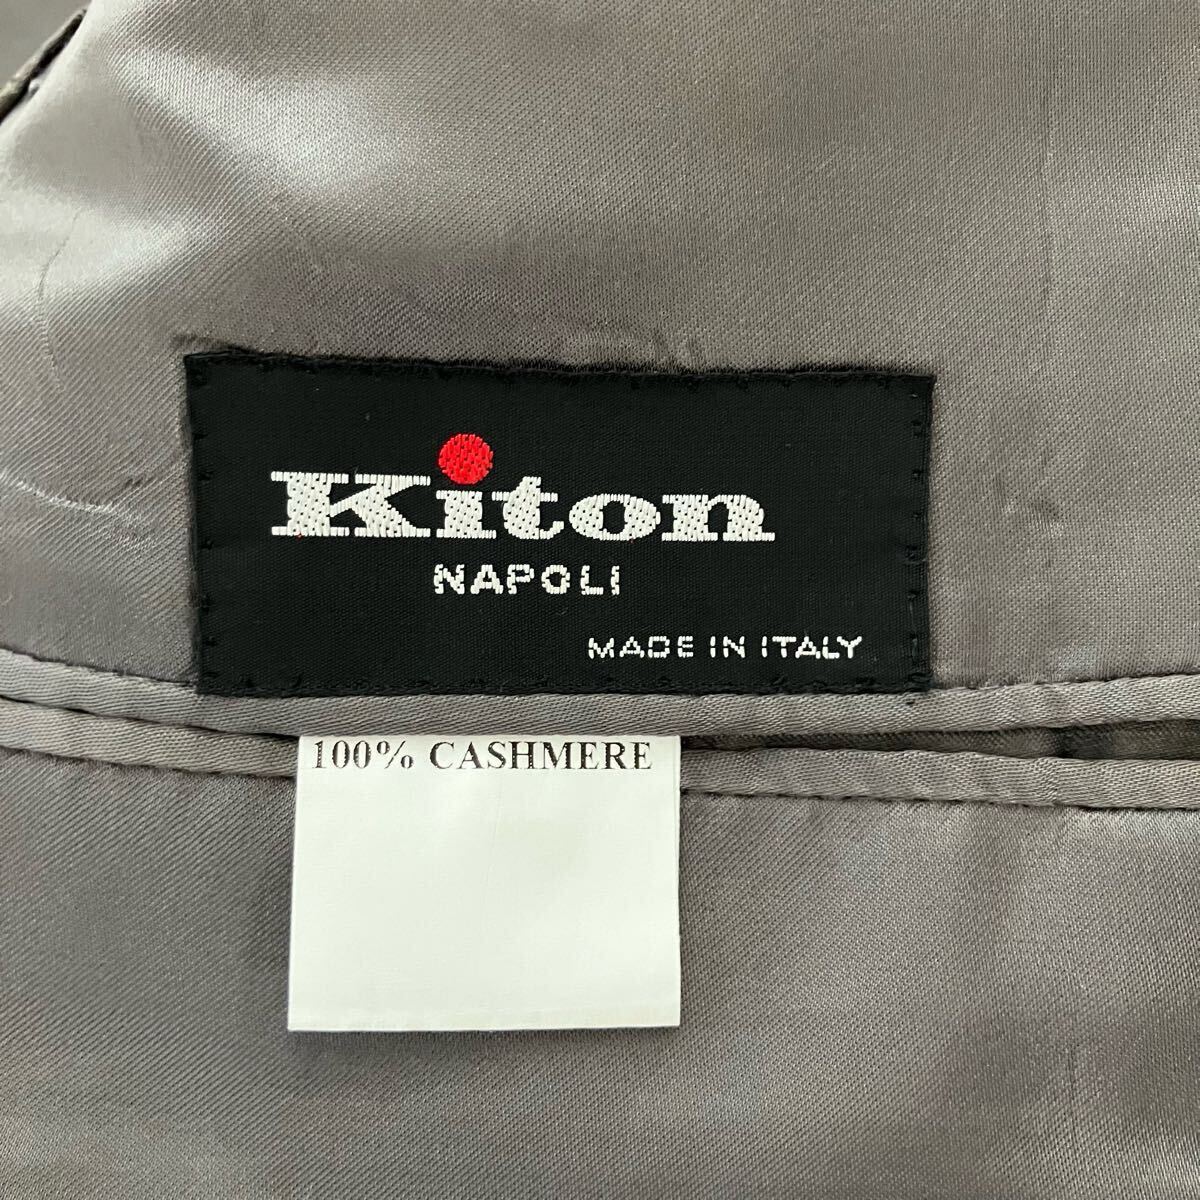 Kiton
NAPOLI
MADE IN ITALY
100% CASHMERE